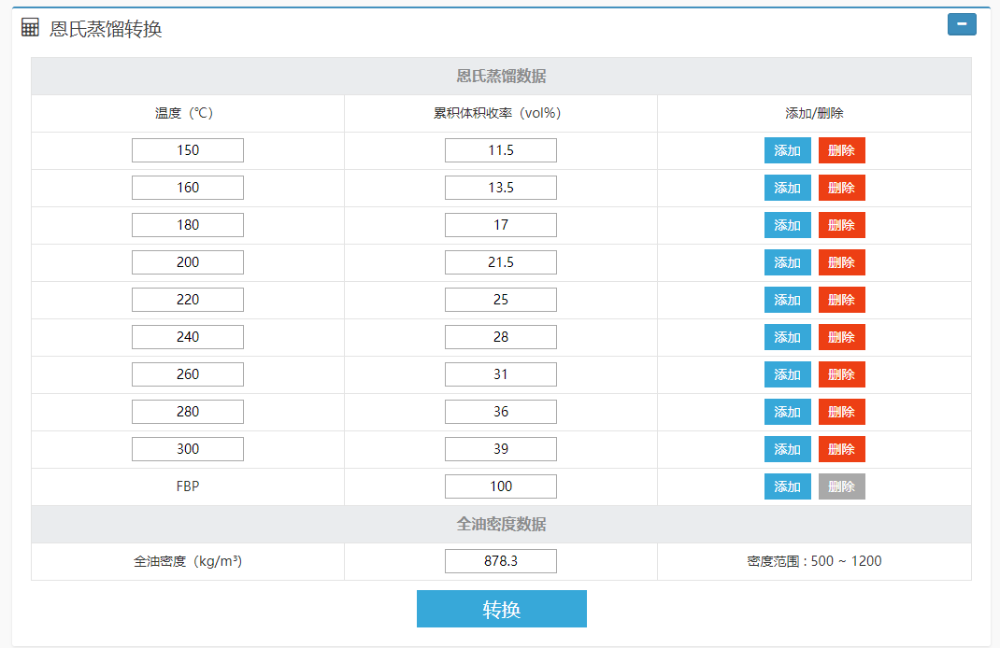 恩氏蒸馏转换
恩氏蒸馏数据
温度（℃） 累积体积收率（vol%） 添加/删除
150 11.5 添加 删除
160 13.5 添加 删除
180 17 添加 删除
200 21.5 添加 删除
220 25 添加 删除
240 28 添加 删除
260 31 添加 删除
280 36 添加 删除
300 39 添加 删除
FBP 100 添加 删除
全油密度数据
全油密度（kg/m³） 878.3 密度范围 : 500 ~ 1200
转换